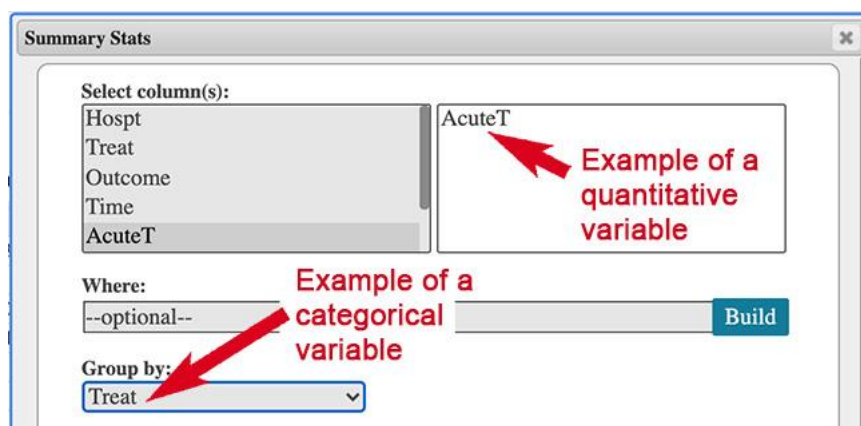 Summary Stats
Select column(s):
Hospt
Treat
Outcome
Time
AcuteT
AcuteT
Example of a
quantitative
variable
Where:
--optional--
Build
Example of a
categorical
variable
Group by:
Treat